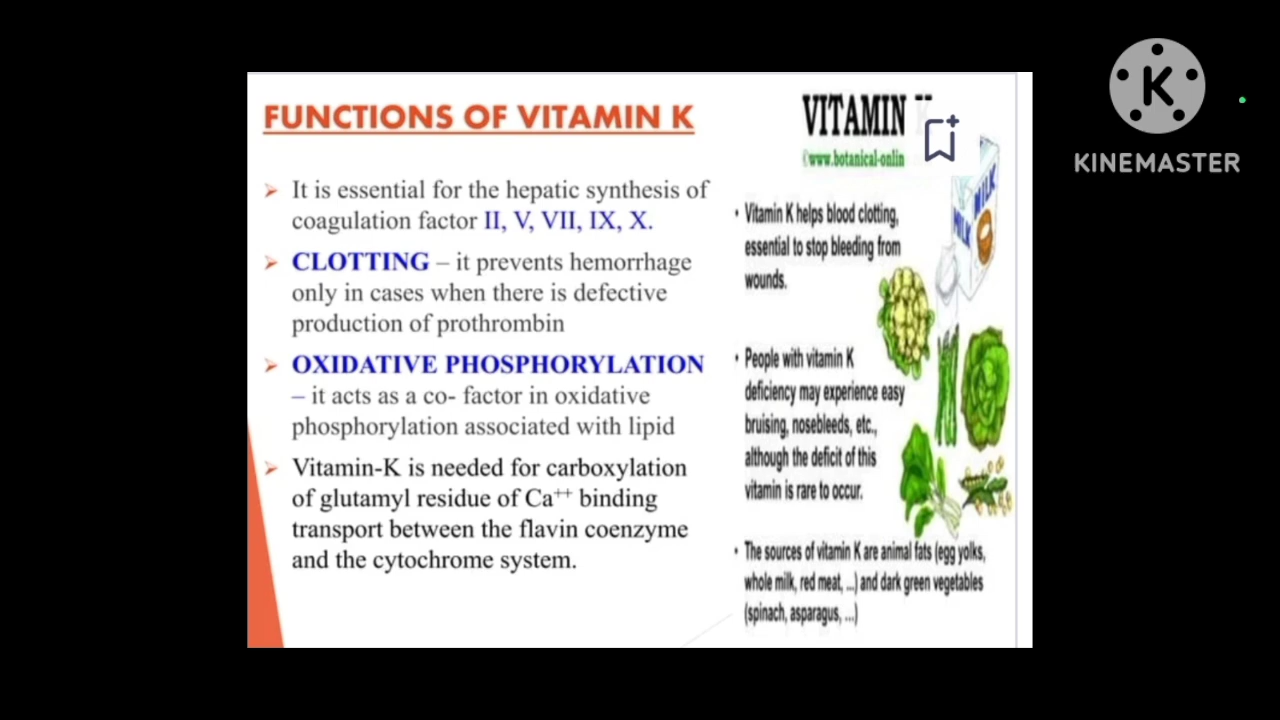 FUNCTIONS OF VITAMIN K
It is essential for the hepatic synthesis of
coagulation factor II, V, VII, IX, X.
CLOTTING – it prevents hemorrhage
only in cases when there is defective
production of prothrombin
OXIDATIVE PHOSPHORYLATION
– it acts as a co- factor in oxidative
phosphorylation associated with lipid
Vitamin-K is needed for carboxylation
of glutamyl residue of Ca⁺⁺ binding
transport between the flavin coenzyme
and the cytochrome system.
VITAMIN K
©www.botanical-onlin
MILK
MILK
• Vitamin K helps blood clotting,
essential to stop bleeding from
wounds.
• People with vitamin K
deficiency may experience easy
bruising, nosebleeds, etc.,
although the deficit of this
vitamin is rare to occur.
• The sources of vitamin K are animal fats (egg yolks,
whole milk, red meat, ...) and dark green vegetables
(spinach, asparagus, ...)
K
KINEMASTER